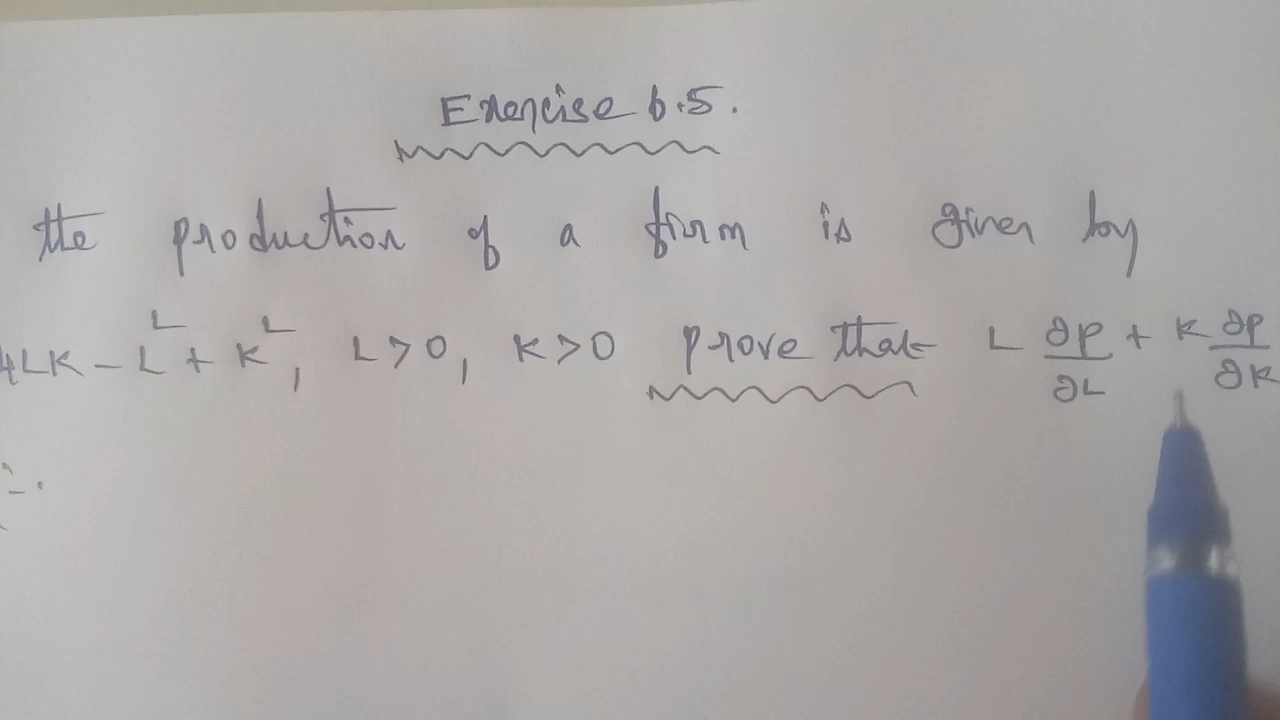 Exercise 6.5.
the production of a firm is given by
4LK - L² + K², L>0, K>0 prove that L ∂P/∂L + K ∂P/∂K